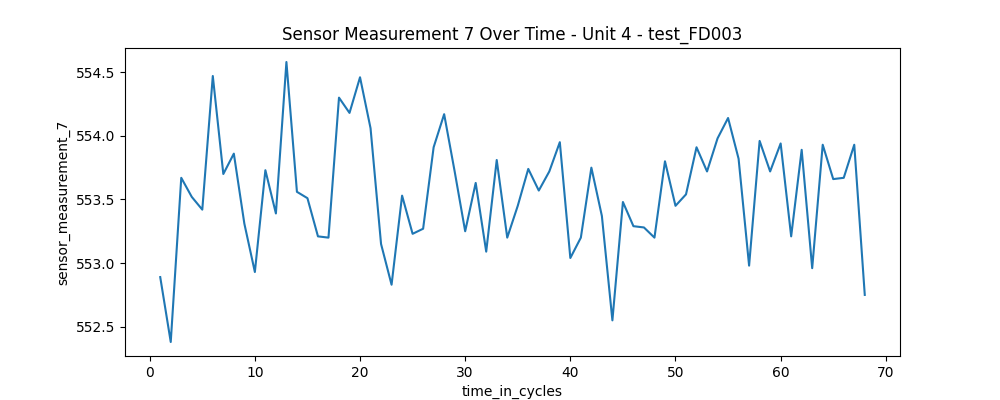 Sensor Measurement 7 Over Time - Unit 4 - test_FD003
sensor_measurement_7
554.5
554.0
553.5
553.0
552.5
0 10 20 30 40 50 60 70
time_in_cycles